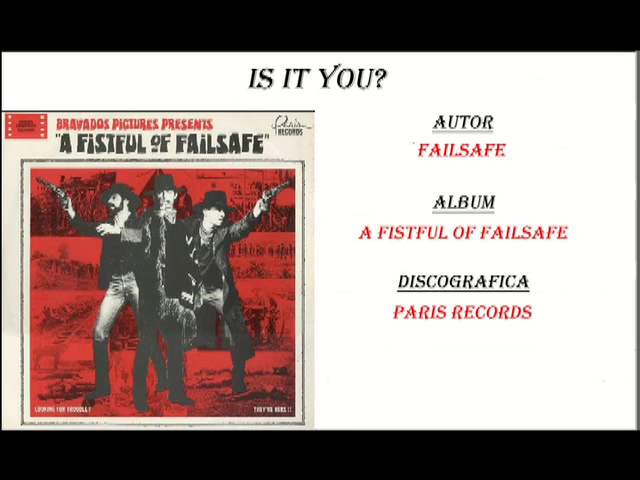 IS IT YOU?
BRAVADOS PICTURES PRESENTS
"A FISTFUL OF FAILSAFE"
RECORDS
LOOKING FOR TROUBLE?
THEY'RE HERE!!
AUTOR
FAILSAFE
ALBUM
A FISTFUL OF FAILSAFE
DISCOGRAFICA
PARIS RECORDS